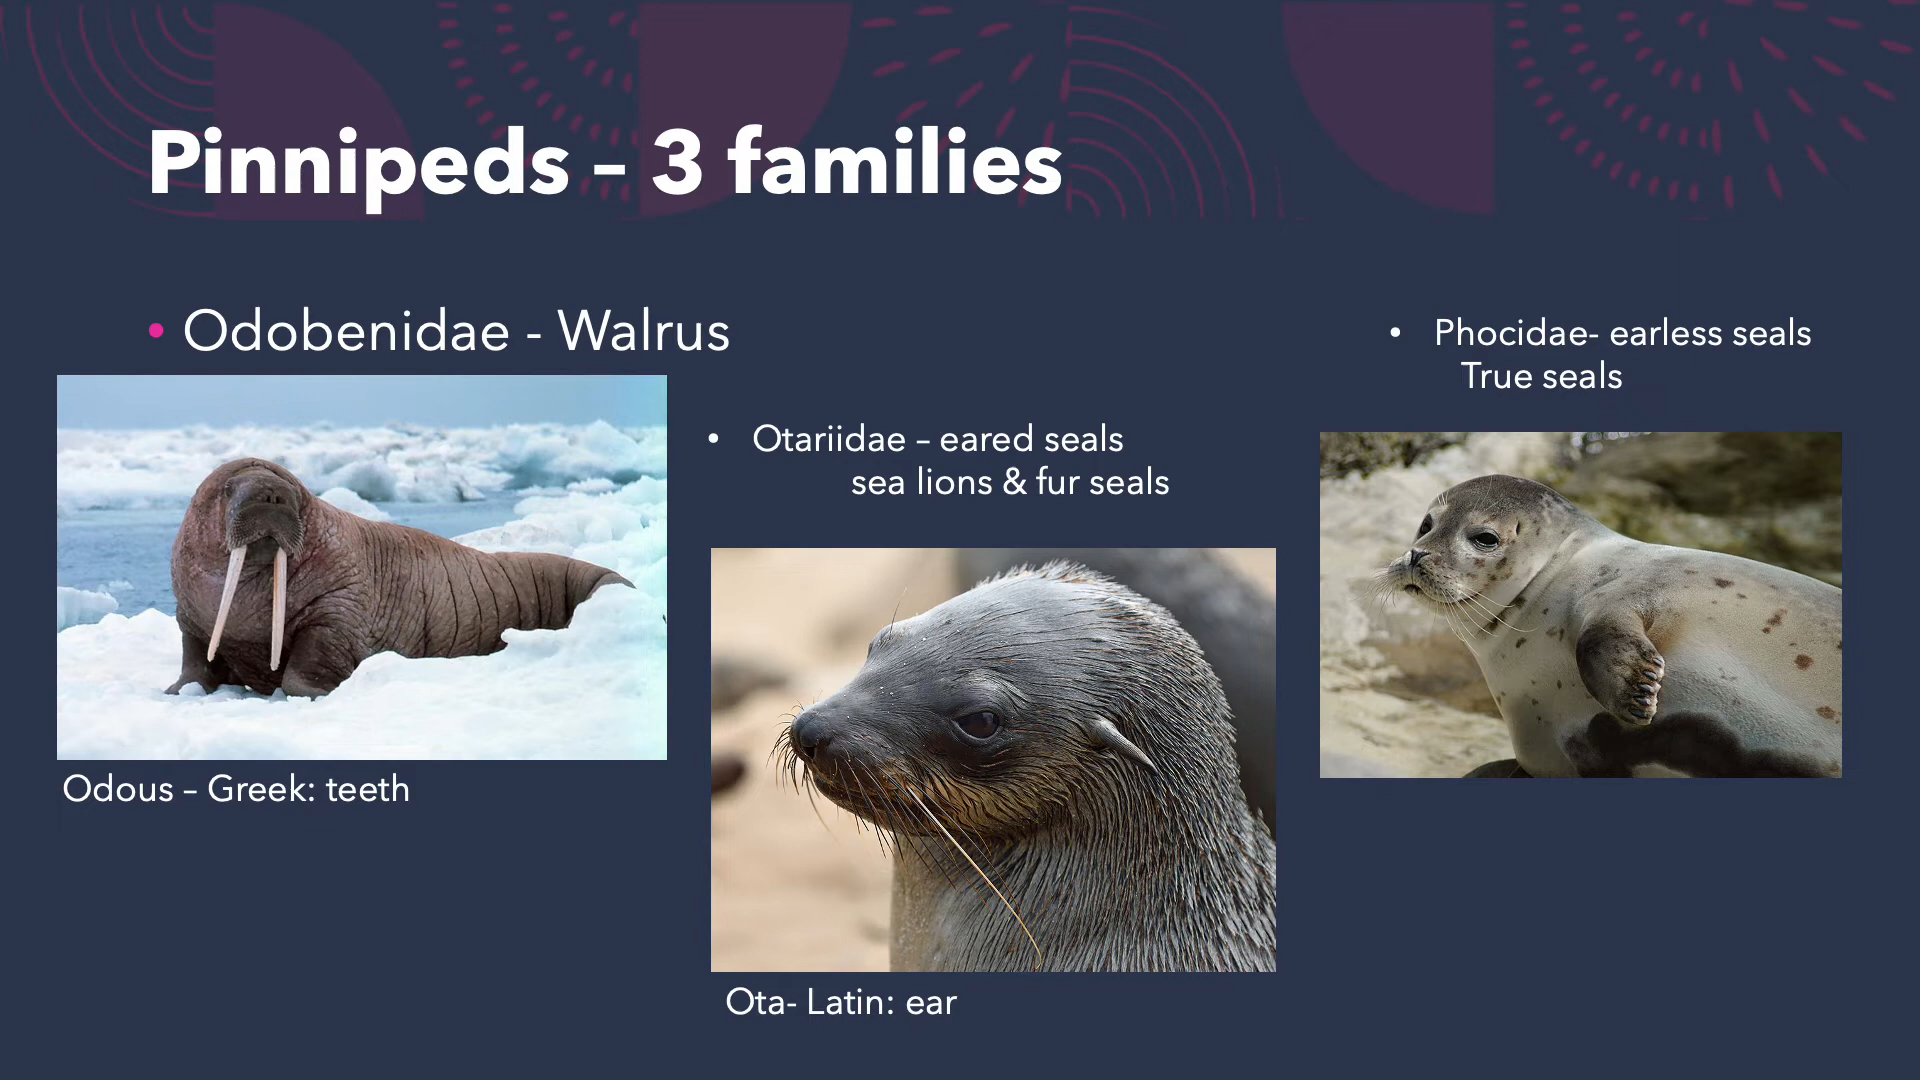 Pinnipeds – 3 families
• Odobenidae - Walrus
Odous – Greek: teeth
• Otariidae – eared seals
sea lions & fur seals
Ota- Latin: ear
• Phocidae- earless seals
True seals